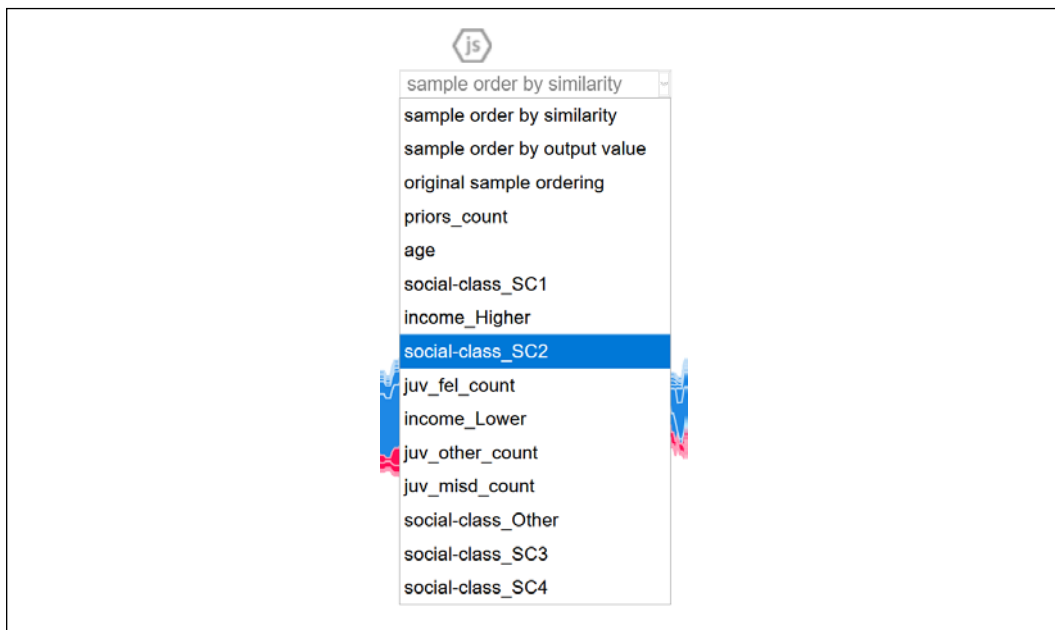 js
sample order by similarity
sample order by similarity
sample order by output value
original sample ordering
priors_count
age
social-class_SC1
income_Higher
social-class_SC2
juv_fel_count
income_Lower
juv_other_count
juv_misd_count
social-class_Other
social-class_SC3
social-class_SC4